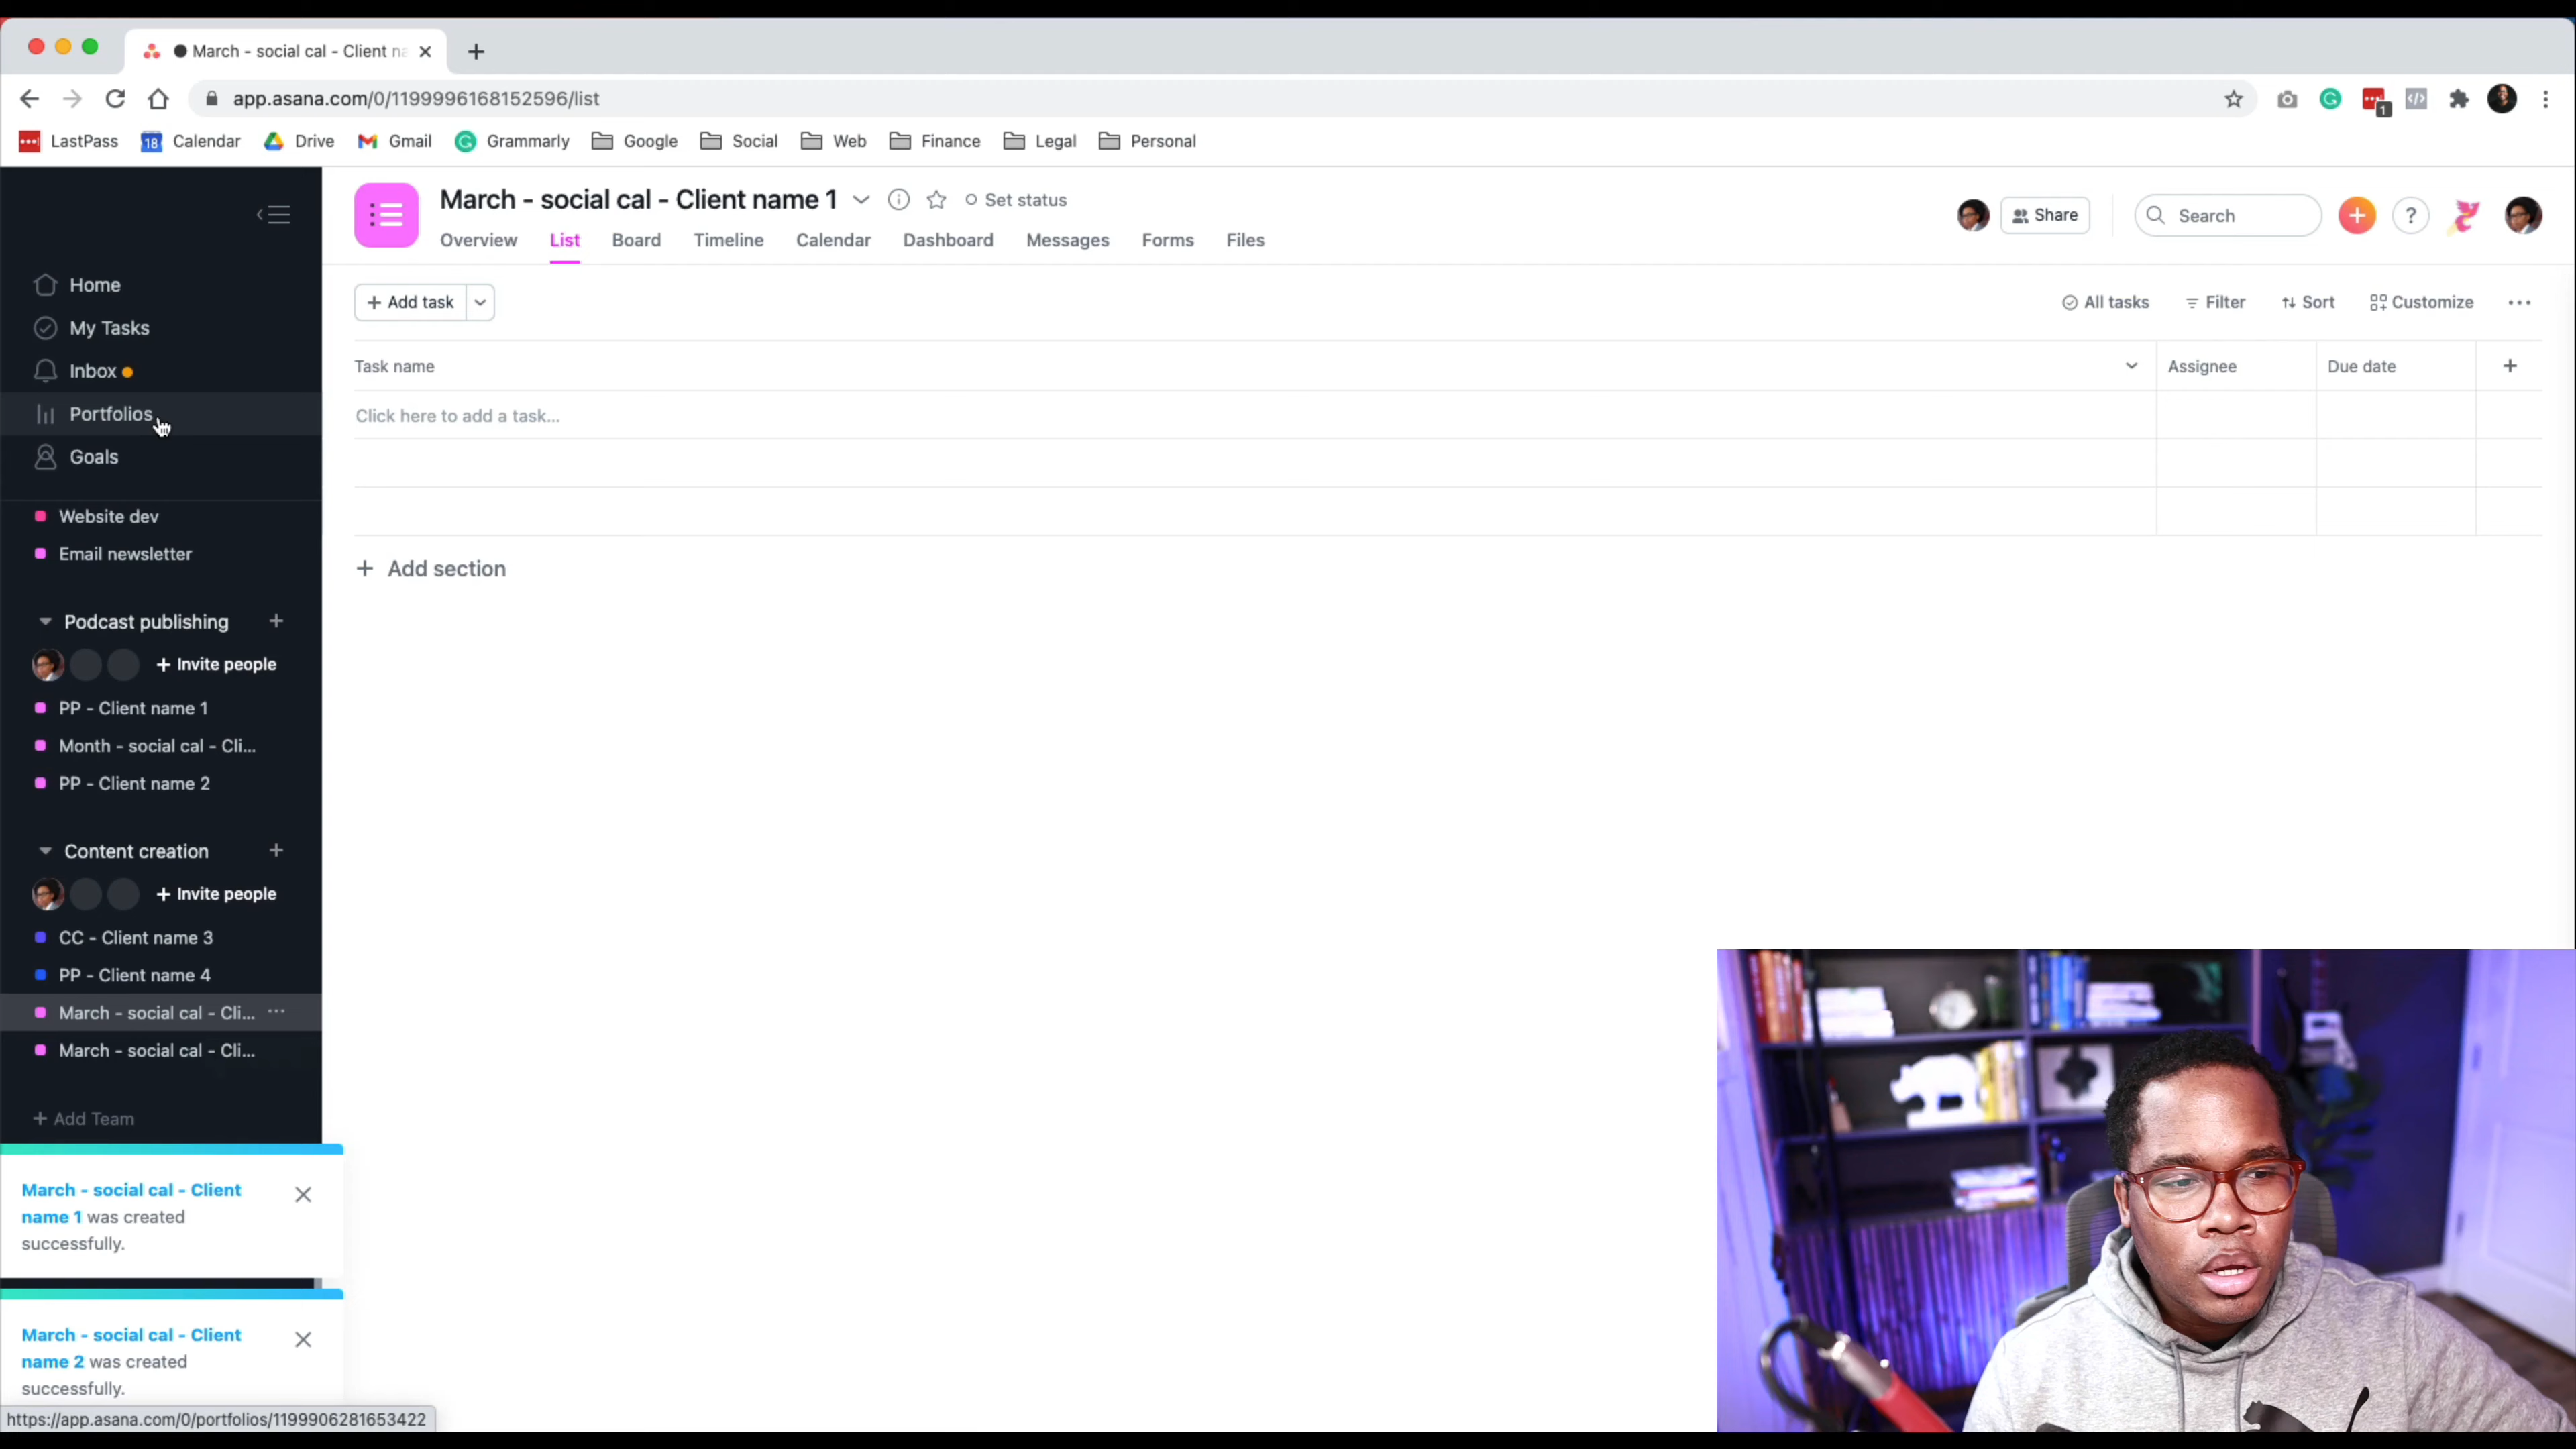 March - social cal - Client na
app.asana.com/0/1199996168152596/list
1
LastPass
18
Calendar
Drive
Gmail
Grammarly
Google
Social
Web
Finance
Legal
Personal
March - social cal - Client name 1
Set status
Share
Search
?
Overview
List
Board
Timeline
Calendar
Dashboard
Messages
Forms
Files
Home
My Tasks
Inbox
Portfolios
Goals
Website dev
Email newsletter
Podcast publishing
+
+ Invite people
PP - Client name 1
Month - social cal - Cli...
PP - Client name 2
Content creation
+
+ Invite people
CC - Client name 3
PP - Client name 4
March - social cal - Cli... ...
March - social cal - Cli...
+ Add Team
+ Add task
All tasks
Filter
Sort
Customize
...
Task name
Assignee
Due date
+
Click here to add a task...
+ Add section
March - social cal - Client
name 1 was created
successfully.
March - social cal - Client
name 2 was created
successfully.
https://app.asana.com/0/portfolios/1199906281653422